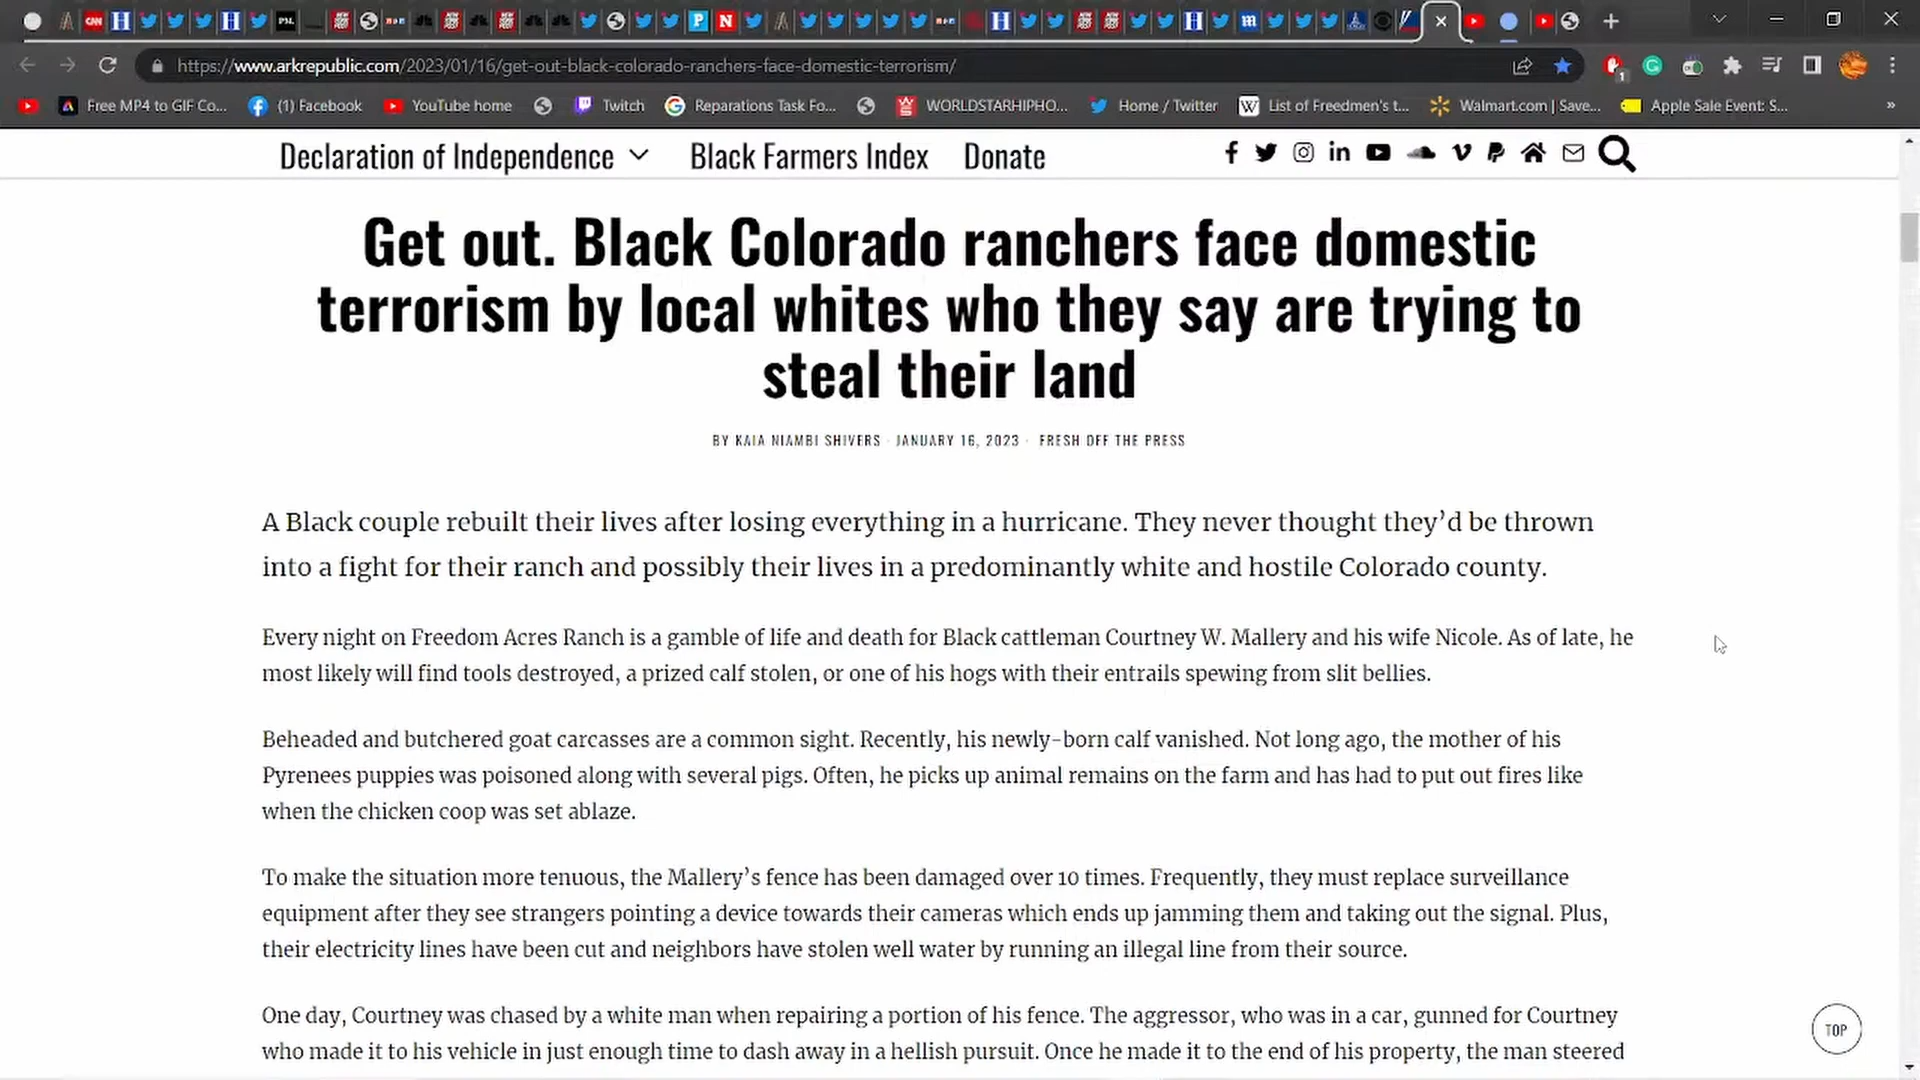 CNN
H
H
PNL
P
N
H
H
m
https://www.arkrepublic.com/2023/01/16/get-out-black-colorado-ranchers-face-domestic-terrorism/
1
Free MP4 to GIF Co...
(1) Facebook
YouTube home
Twitch
Reparations Task Fo...
WORLDSTARHIPHO...
Home / Twitter
W
List of Freedmen's t...
Walmart.com | Save...
Apple Sale Event: S...
»
Declaration of Independence
Black Farmers Index
Donate
Get out. Black Colorado ranchers face domestic
terrorism by local whites who they say are trying to
steal their land
BY KAIA NIAMBI SHIVERS · JANUARY 16, 2023 · FRESH OFF THE PRESS
A Black couple rebuilt their lives after losing everything in a hurricane. They never thought they’d be thrown
into a fight for their ranch and possibly their lives in a predominantly white and hostile Colorado county.
Every night on Freedom Acres Ranch is a gamble of life and death for Black cattleman Courtney W. Mallery and his wife Nicole. As of late, he
most likely will find tools destroyed, a prized calf stolen, or one of his hogs with their entrails spewing from slit bellies.
Beheaded and butchered goat carcasses are a common sight. Recently, his newly-born calf vanished. Not long ago, the mother of his
Pyrenees puppies was poisoned along with several pigs. Often, he picks up animal remains on the farm and has had to put out fires like
when the chicken coop was set ablaze.
To make the situation more tenuous, the Mallery’s fence has been damaged over 10 times. Frequently, they must replace surveillance
equipment after they see strangers pointing a device towards their cameras which ends up jamming them and taking out the signal. Plus,
their electricity lines have been cut and neighbors have stolen well water by running an illegal line from their source.
One day, Courtney was chased by a white man when repairing a portion of his fence. The aggressor, who was in a car, gunned for Courtney
who made it to his vehicle in just enough time to dash away in a hellish pursuit. Once he made it to the end of his property, the man steered
TOP